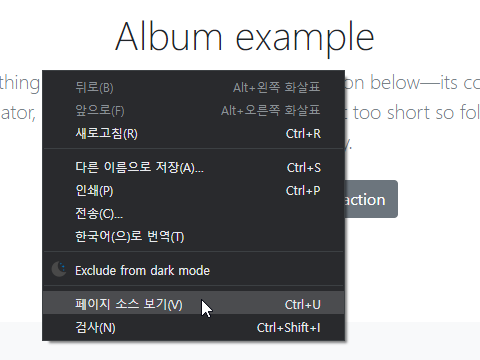 Album example
thing
on below—its co
ator,
t too short so fol
y.
action
뒤로(B) Alt+왼쪽 화살표
앞으로(F) Alt+오른쪽 화살표
새로고침(R) Ctrl+R
다른 이름으로 저장(A)... Ctrl+S
인쇄(P) Ctrl+P
전송(C)...
한국어(으)로 번역(T)
Exclude from dark mode
페이지 소스 보기(V) Ctrl+U
검사(N) Ctrl+Shift+I